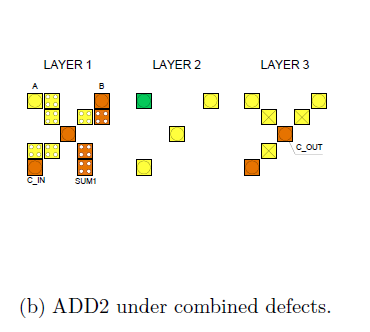 LAYER 1 LAYER 2 LAYER 3
A B
C_OUT
C_IN SUM1
(b) ADD2 under combined defects.